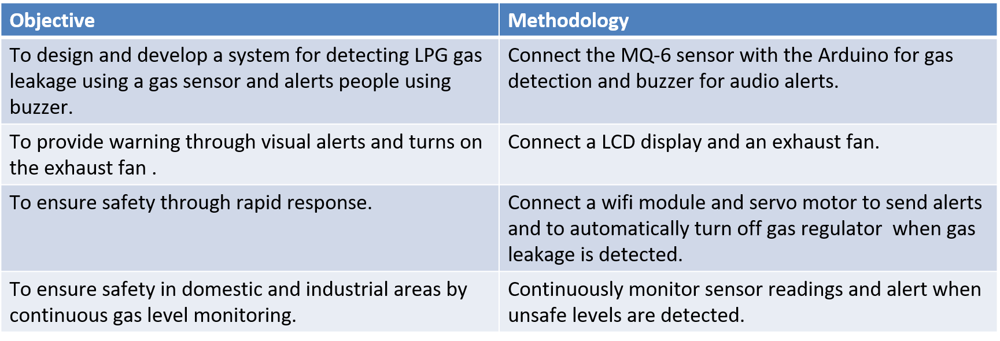 Objective
Methodology
To design and develop a system for detecting LPG gas
leakage using a gas sensor and alerts people using
buzzer.
Connect the MQ-6 sensor with the Arduino for gas
detection and buzzer for audio alerts.
To provide warning through visual alerts and turns on
the exhaust fan .
Connect a LCD display and an exhaust fan.
To ensure safety through rapid response.
Connect a wifi module and servo motor to send alerts
and to automatically turn off gas regulator  when gas
leakage is detected.
To ensure safety in domestic and industrial areas by
continuous gas level monitoring.
Continuously monitor sensor readings and alert when
unsafe levels are detected.